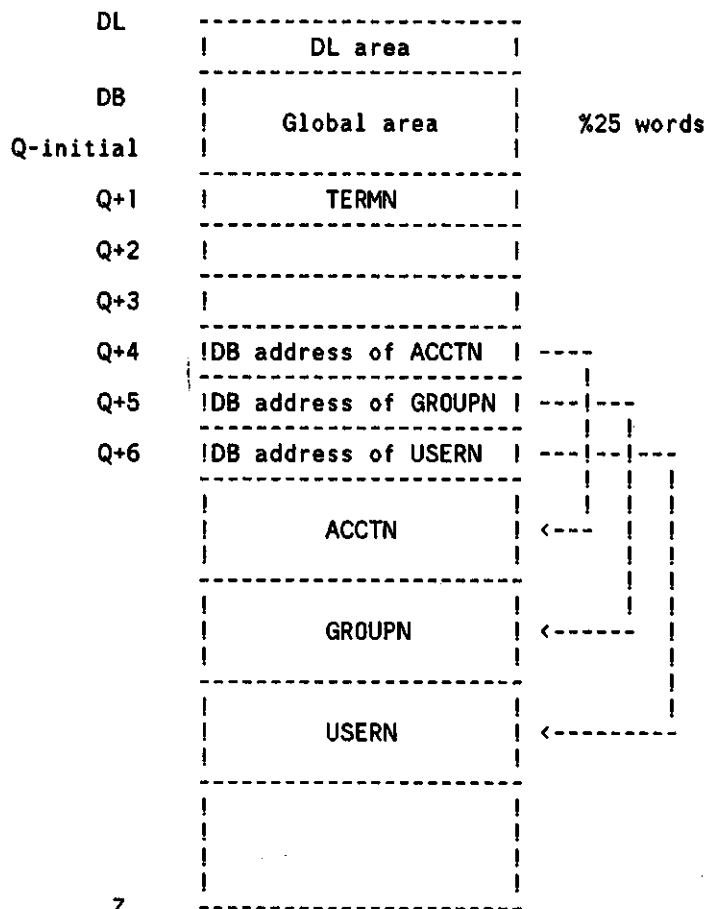 DL
DL area
DB
Global area %25 words
Q-initial
Q+1 TERMN
Q+2
Q+3
Q+4 DB address of ACCTN
Q+5 DB address of GROUPN
Q+6 DB address of USERN
ACCTN
GROUPN
USERN
Z